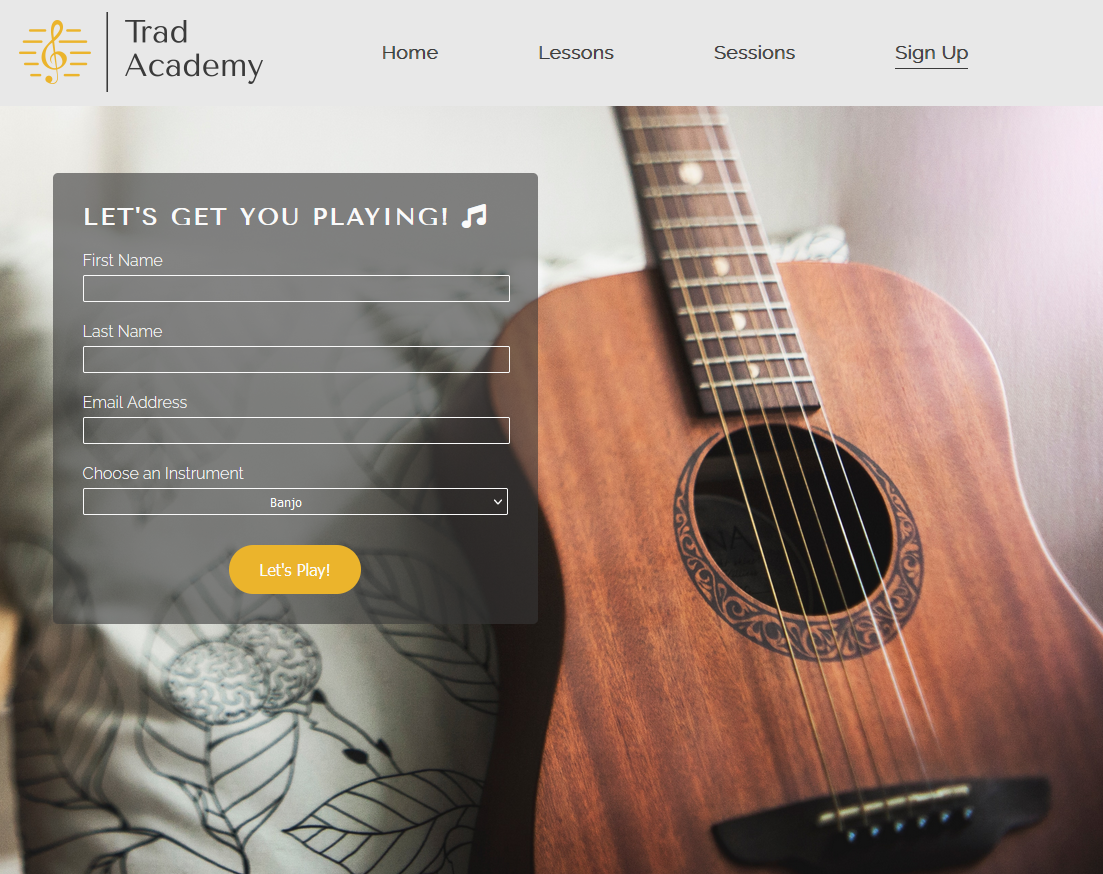 Trad
Academy
Home
Lessons
Sessions
Sign Up
LET'S GET YOU PLAYING!
First Name
Last Name
Email Address
Choose an Instrument
Banjo
Let's Play!